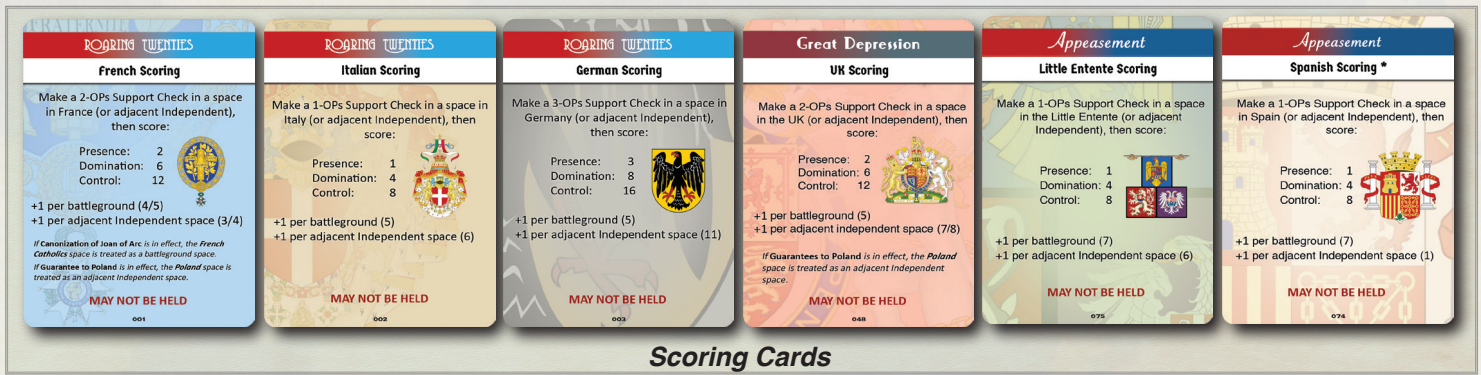 ROARING TWENTIES
French Scoring
Make a 2-OPs Support Check in a space
in France (or adjacent Independent),
then score:
Presence: 2
Domination: 6
Control: 12
+1 per battleground (4/5)
+1 per adjacent Independent space (3/4)
If Canonization of Joan of Arc is in effect, the French
Catholics space is treated as a battleground space.
If Guarantee to Poland is in effect, the Poland space is
treated as an adjacent Independent space.
MAY NOT BE HELD
001
ROARING TWENTIES
Italian Scoring
Make a 1-OPs Support Check in a space in
Italy (or adjacent Independent), then
score:
Presence: 1
Domination: 4
Control: 8
+1 per battleground (5)
+1 per adjacent Independent space (6)
MAY NOT BE HELD
002
ROARING TWENTIES
German Scoring
Make a 3-OPs Support Check in a space in
Germany (or adjacent Independent),
then score:
Presence: 3
Domination: 8
Control: 16
+1 per battleground (5)
+1 per adjacent Independent space (11)
MAY NOT BE HELD
003
Great Depression
UK Scoring
Make a 2-OPs Support Check in a space
in the UK (or adjacent Independent), then
score:
Presence: 2
Domination: 6
Control: 12
+1 per battleground (5)
+1 per adjacent independent space (7/8)
If Guarantees to Poland is in effect, the Poland
space is treated as an adjacent Independent
space.
MAY NOT BE HELD
048
Appeasement
Little Entente Scoring
Make a 1-OPs Support Check in a space
in the Little Entente (or adjacent
Independent), then score:
Presence: 1
Domination: 4
Control: 8
+1 per battleground (7)
+1 per adjacent Independent space (6)
MAY NOT BE HELD
075
Appeasement
Spanish Scoring *
Make a 1-OPs Support Check in a space
in Spain (or adjacent Independent), then
score:
Presence: 1
Domination: 4
Control: 8
+1 per battleground (7)
+1 per adjacent Independent space (1)
MAY NOT BE HELD
074
Scoring Cards